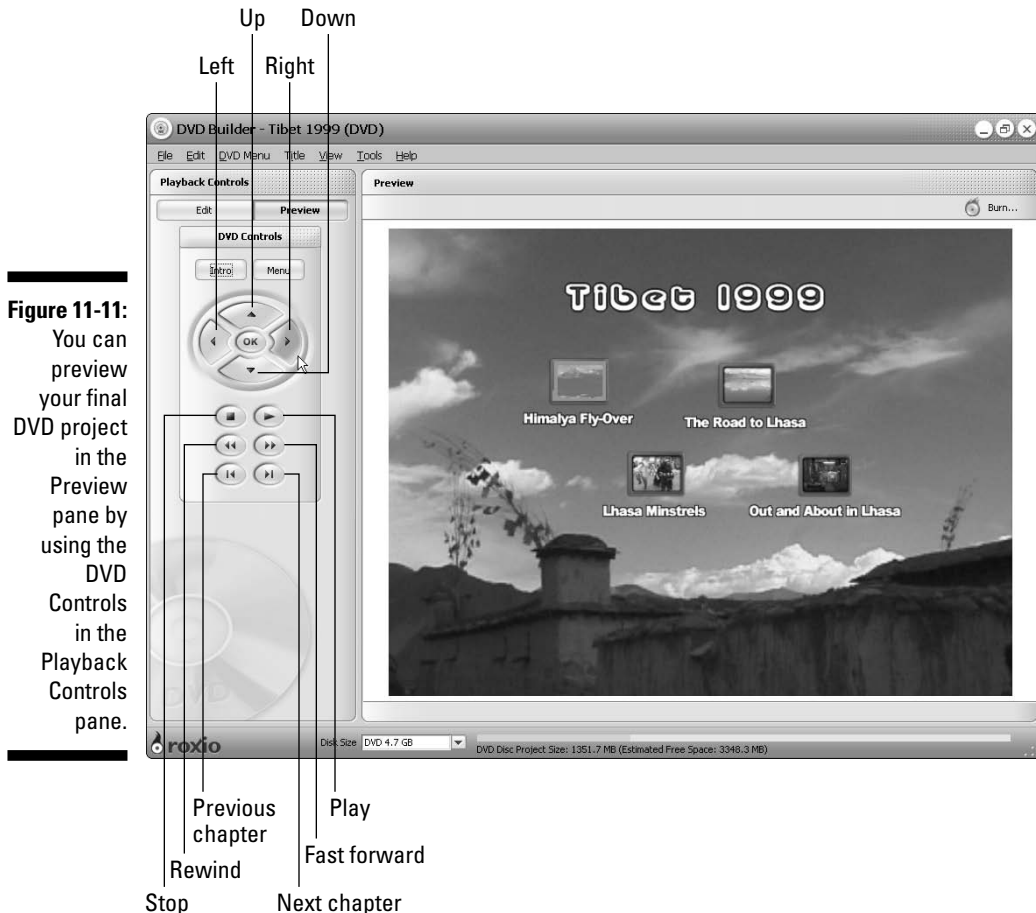 Up Down
Left Right
DVD Builder - Tibet 1999 (DVD)
File Edit DVD Menu Title View Tools Help
Playback Controls
Preview
Edit Preview
Burn...
DVD Controls
Intro Menu
OK
Tibet 1999
Himalya Fly-Over
The Road to Lhasa
Lhasa Minstrels
Out and About in Lhasa
Figure 11-11:
You can
preview
your final
DVD project
in the
Preview
pane by
using the
DVD
Controls
in the
Playback
Controls
pane.
DVD
roxio
Disk Size DVD 4.7 GB
DVD Disc Project Size: 1351.7 MB (Estimated Free Space: 3348.3 MB)
Previous
chapter
Play
Rewind
Fast forward
Stop
Next chapter